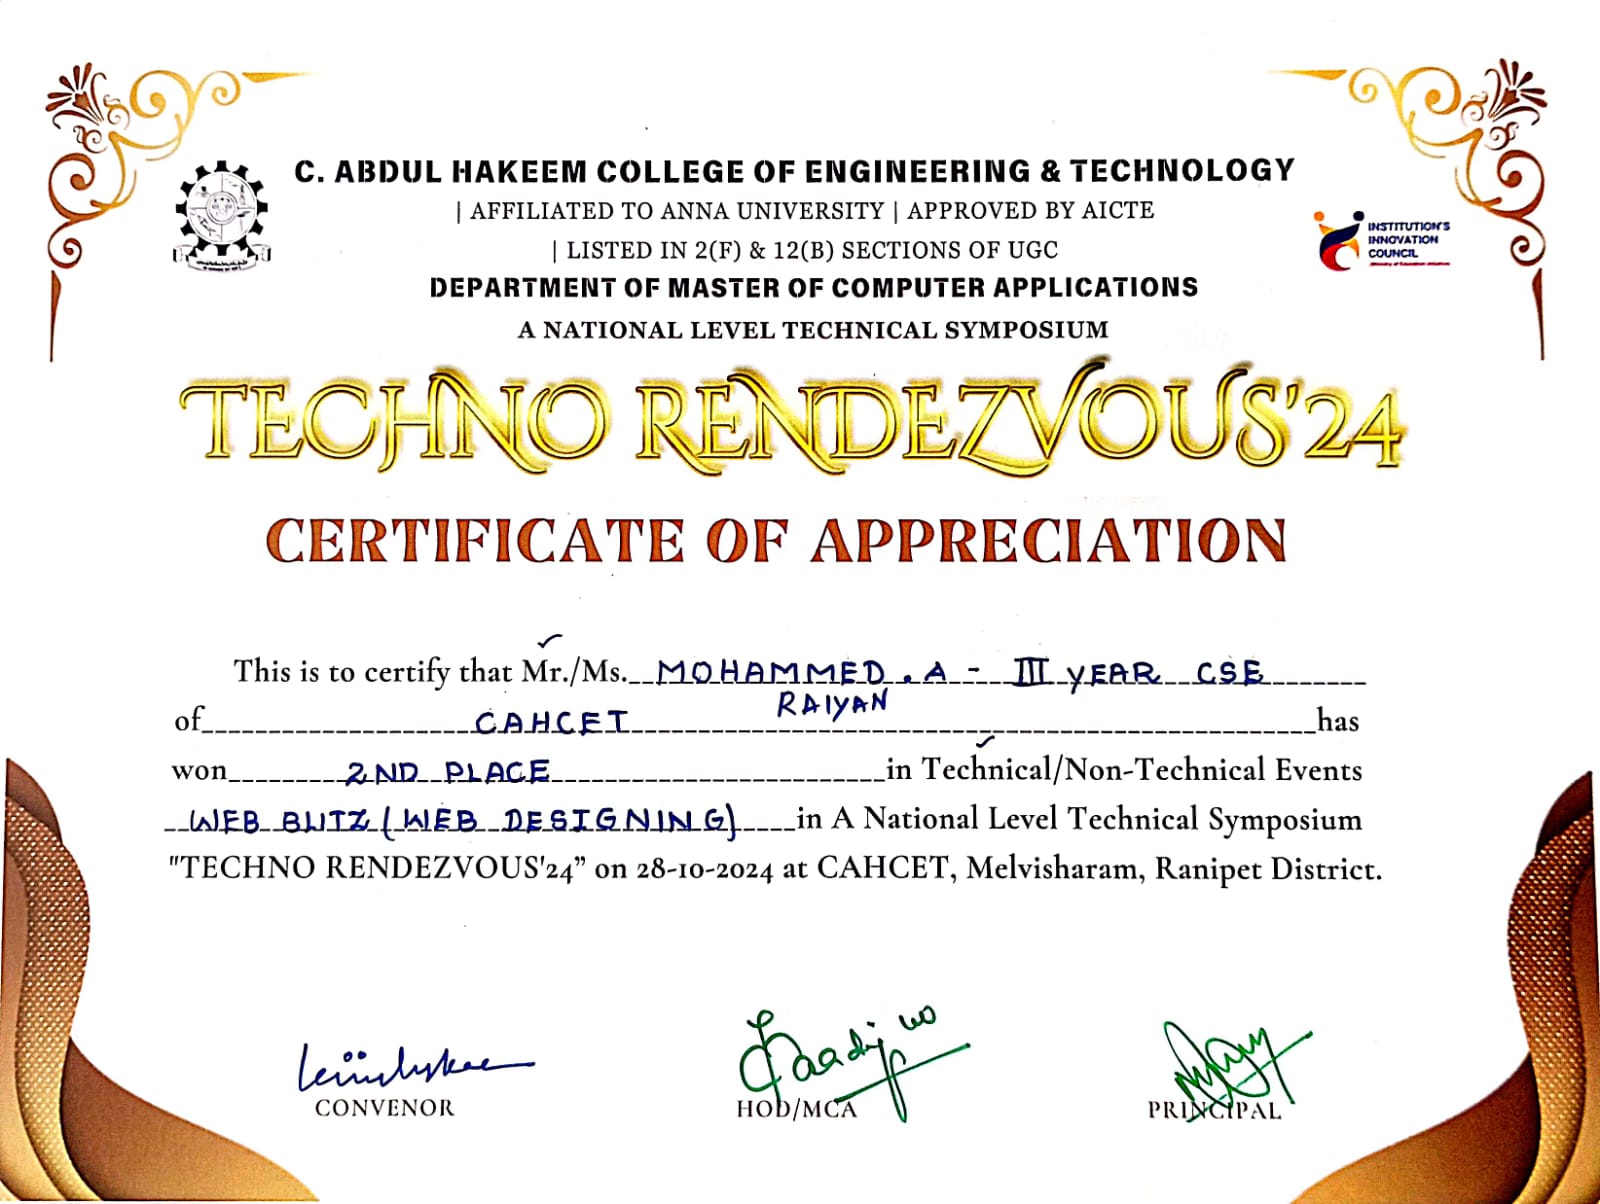 C. ABDUL HAKEEM COLLEGE OF ENGINEERING & TECHNOLOGY
| AFFILIATED TO ANNA UNIVERSITY | APPROVED BY AICTE
| LISTED IN 2(F) & 12(B) SECTIONS OF UGC
INSTITUTION'S
INNOVATION
COUNCIL
DEPARTMENT OF MASTER OF COMPUTER APPLICATIONS
A NATIONAL LEVEL TECHNICAL SYMPOSIUM
TECHNO RENDEZVOUS'24
CERTIFICATE OF APPRECIATION
This is to certify that Mr./Ms. MOHAMMED . A - III YEAR CSE
RAIYAN
of CAHCET has
won 2ND PLACE in Technical/Non-Technical Events
WEB BLITZ (WEB DESIGNING) in A National Level Technical Symposium
"TECHNO RENDEZVOUS'24” on 28-10-2024 at CAHCET, Melvisharam, Ranipet District.
CONVENOR
HOD/MCA
PRINCIPAL